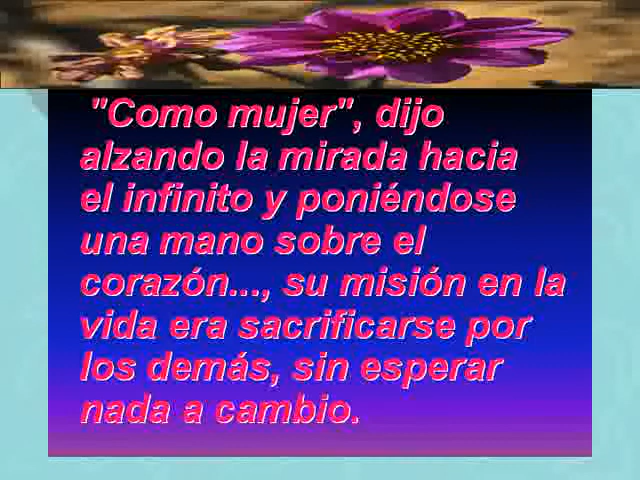 "Como mujer", dijo
alzando la mirada hacia
el infinito y poniéndose
una mano sobre el
corazón..., su misión en la
vida era sacrificarse por
los demás, sin esperar
nada a cambio.